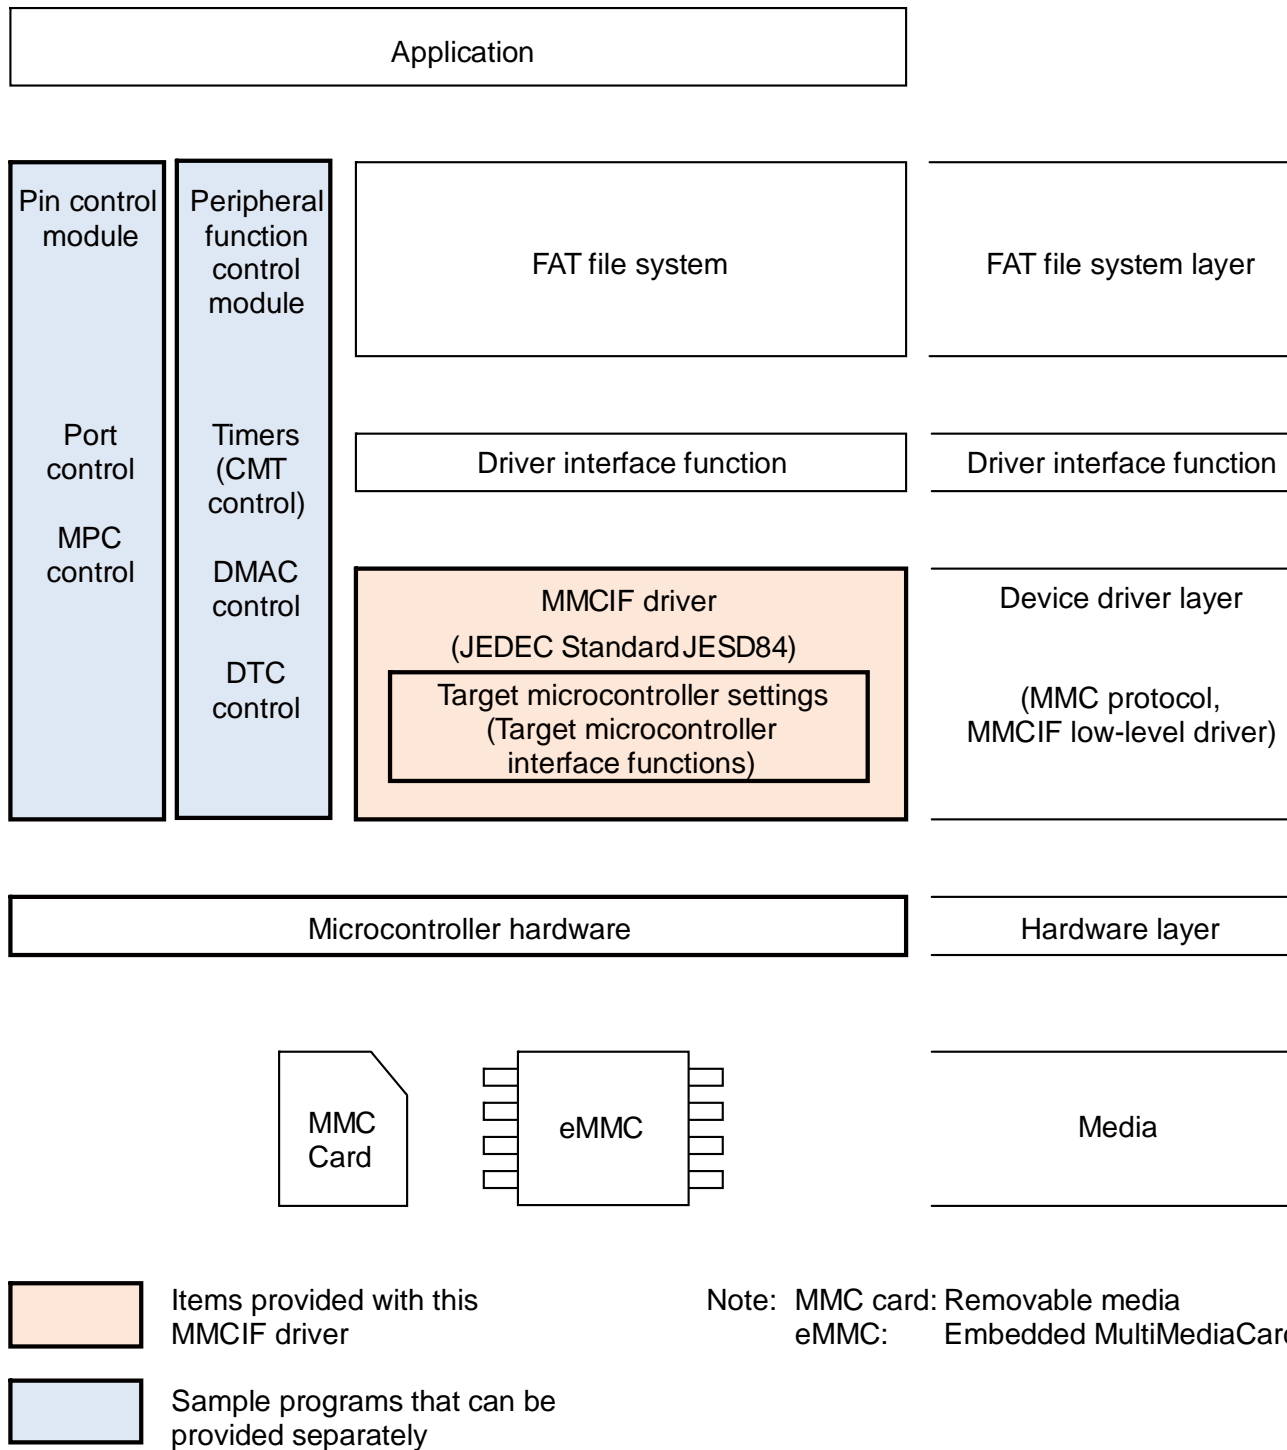 Application
Pin control
module
Port
control
MPC
control
Peripheral
function
control
module
Timers
(CMT
control)
DMAC
control
DTC
control
FAT file system
FAT file system layer
Driver interface function
Driver interface function
MMCIF driver
(JEDEC Standard JESD84)
Target microcontroller settings
(Target microcontroller
interface functions)
Device driver layer
(MMC protocol,
MMCIF low-level driver)
Microcontroller hardware
Hardware layer
MMC
Card
eMMC
Media
Items provided with this
MMCIF driver
Sample programs that can be
provided separately
Note: MMC card: Removable media
eMMC: Embedded